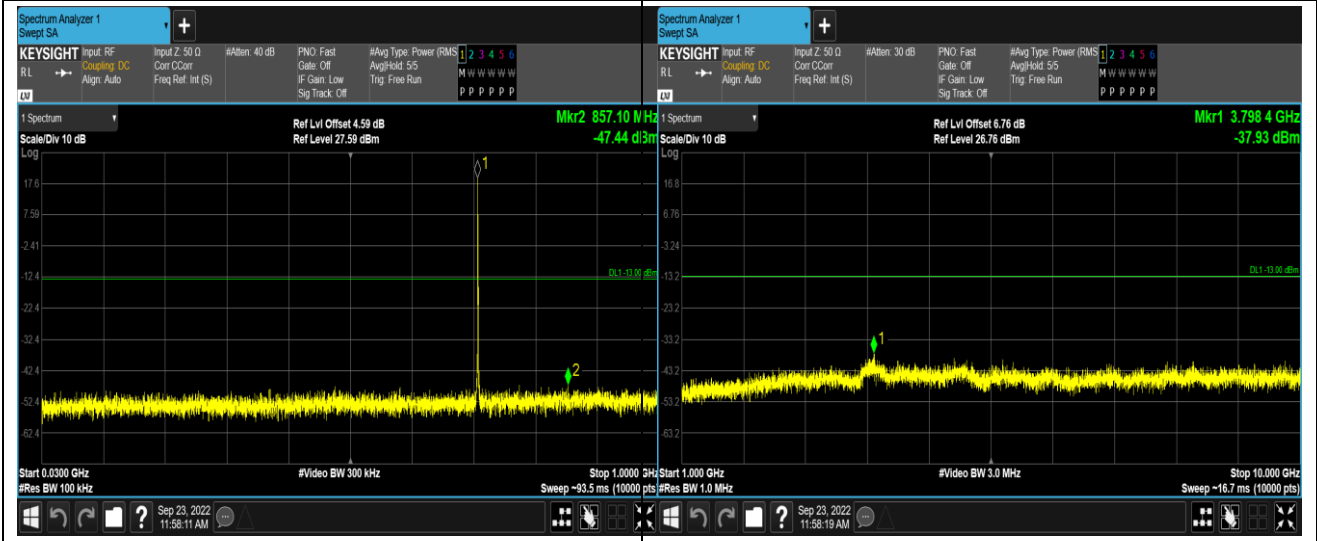 Spectrum Analyzer 1
Swept SA
+
KEYSIGHT
RL
LXI
Input: RF
Coupling: DC
Align: Auto
Input Z: 50 Ω
Corr CCorr
Freq Ref: Int (S)
#Atten: 40 dB
PNO: Fast
Gate: Off
IF Gain: Low
Sig Track: Off
#Avg Type: Power (RMS
Avg|Hold: 5/5
Trig: Free Run
1 2 3 4 5 6
M W W W W W
P P P P P P
1 Spectrum
Scale/Div 10 dB
Log
Ref Lvl Offset 4.59 dB
Ref Level 27.59 dBm
Mkr2 857.10 MHz
-47.44 dBm
17.6
7.59
-2.41
-12.4
-22.4
-32.4
-42.4
-52.4
-62.4
1
2
DL1 -13.00 dBm
Start 0.0300 GHz
#Res BW 100 kHz
#Video BW 300 kHz
Stop 1.0000 GHz
Sweep ~93.5 ms (10000 pts)
?
Sep 23, 2022
11:58:11 AM
Spectrum Analyzer 1
Swept SA
+
KEYSIGHT
RL
LXI
Input: RF
Coupling: DC
Align: Auto
Input Z: 50 Ω
Corr CCorr
Freq Ref: Int (S)
#Atten: 30 dB
PNO: Fast
Gate: Off
IF Gain: Low
Sig Track: Off
#Avg Type: Power (RMS
Avg|Hold: 5/5
Trig: Free Run
1 2 3 4 5 6
M W W W W W
P P P P P P
1 Spectrum
Scale/Div 10 dB
Log
Ref Lvl Offset 6.76 dB
Ref Level 26.76 dBm
Mkr1 3.798 4 GHz
-37.93 dBm
16.8
6.76
-3.24
-13.2
-23.2
-33.2
-43.2
-53.2
-63.2
1
DL1 -13.00 dBm
Start 1.000 GHz
#Res BW 1.0 MHz
#Video BW 3.0 MHz
Stop 10.000 GHz
Sweep ~16.7 ms (10000 pts)
?
Sep 23, 2022
11:58:19 AM